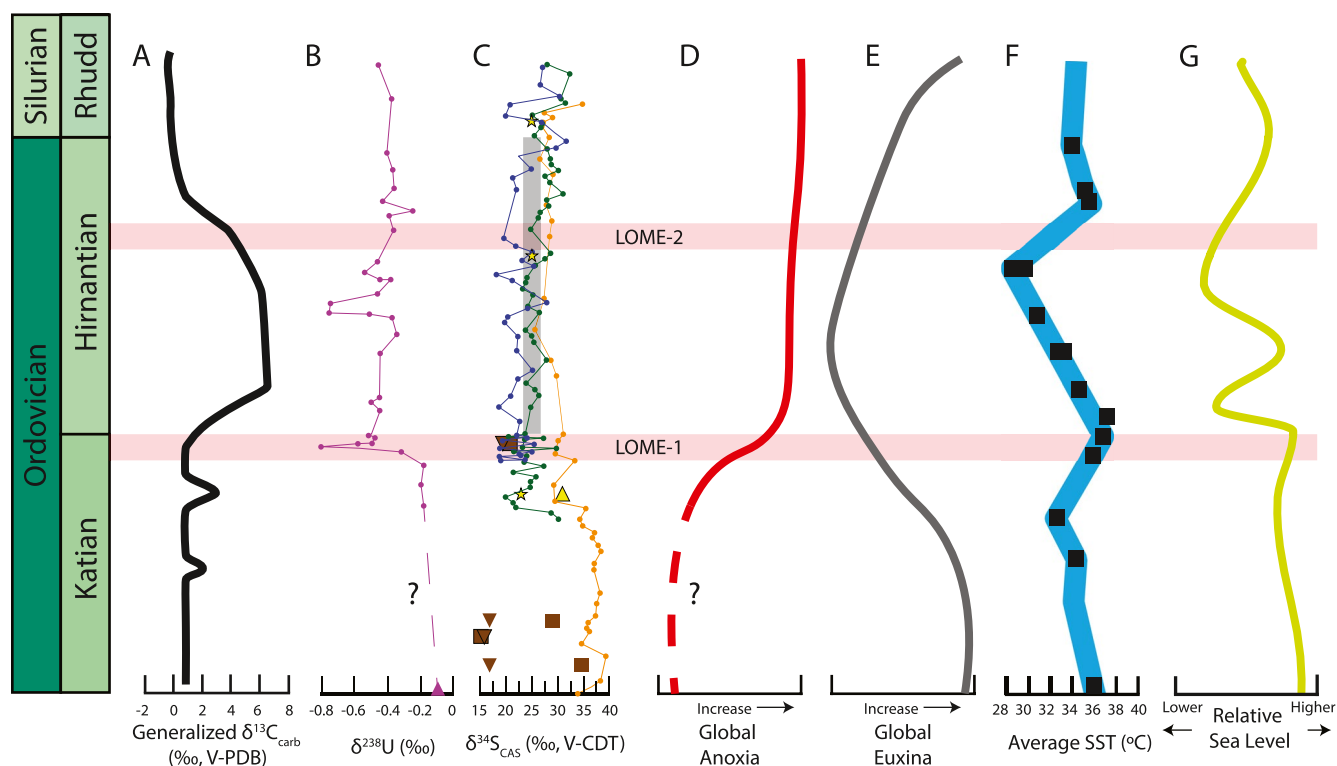 Silurian
Rhudd
Ordovician
Hirnantian
Katian
A
B
C
D
E
F
G
LOME-2
LOME-1
?
?
-2 0 2 4 6 8
Generalized δ¹³Ccarb
(‰, V-PDB)
-0.8 -0.6 -0.4 -0.2 0
δ²³⁸U (‰)
15 20 25 30 35 40
δ³⁴SCAS (‰, V-CDT)
Increase
Global
Anoxia
Increase
Global
Euxina
28 30 32 34 36 38 40
Average SST (ºC)
Lower
Higher
Relative
Sea Level